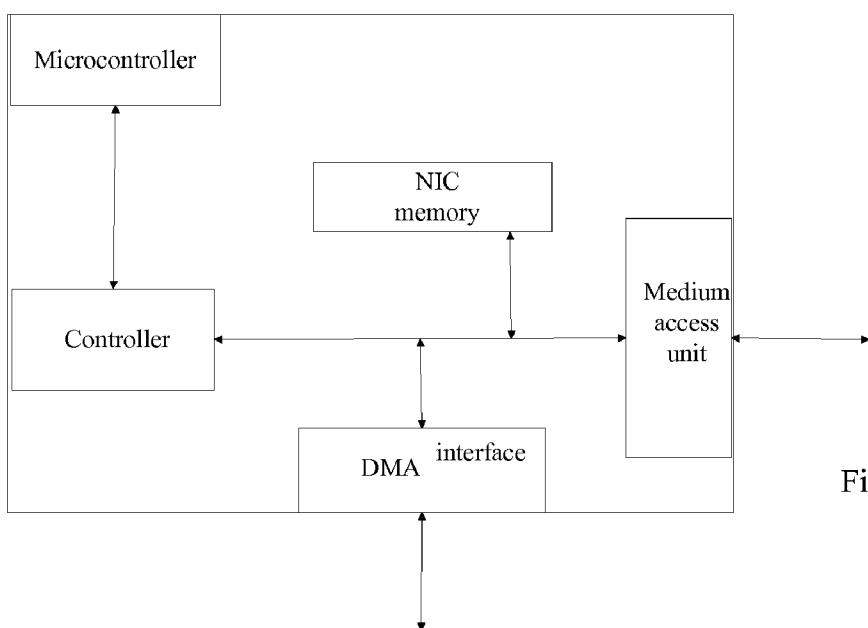 Microcontroller
NIC
memory
Medium
access
unit
Controller
interface
DMA
Fi